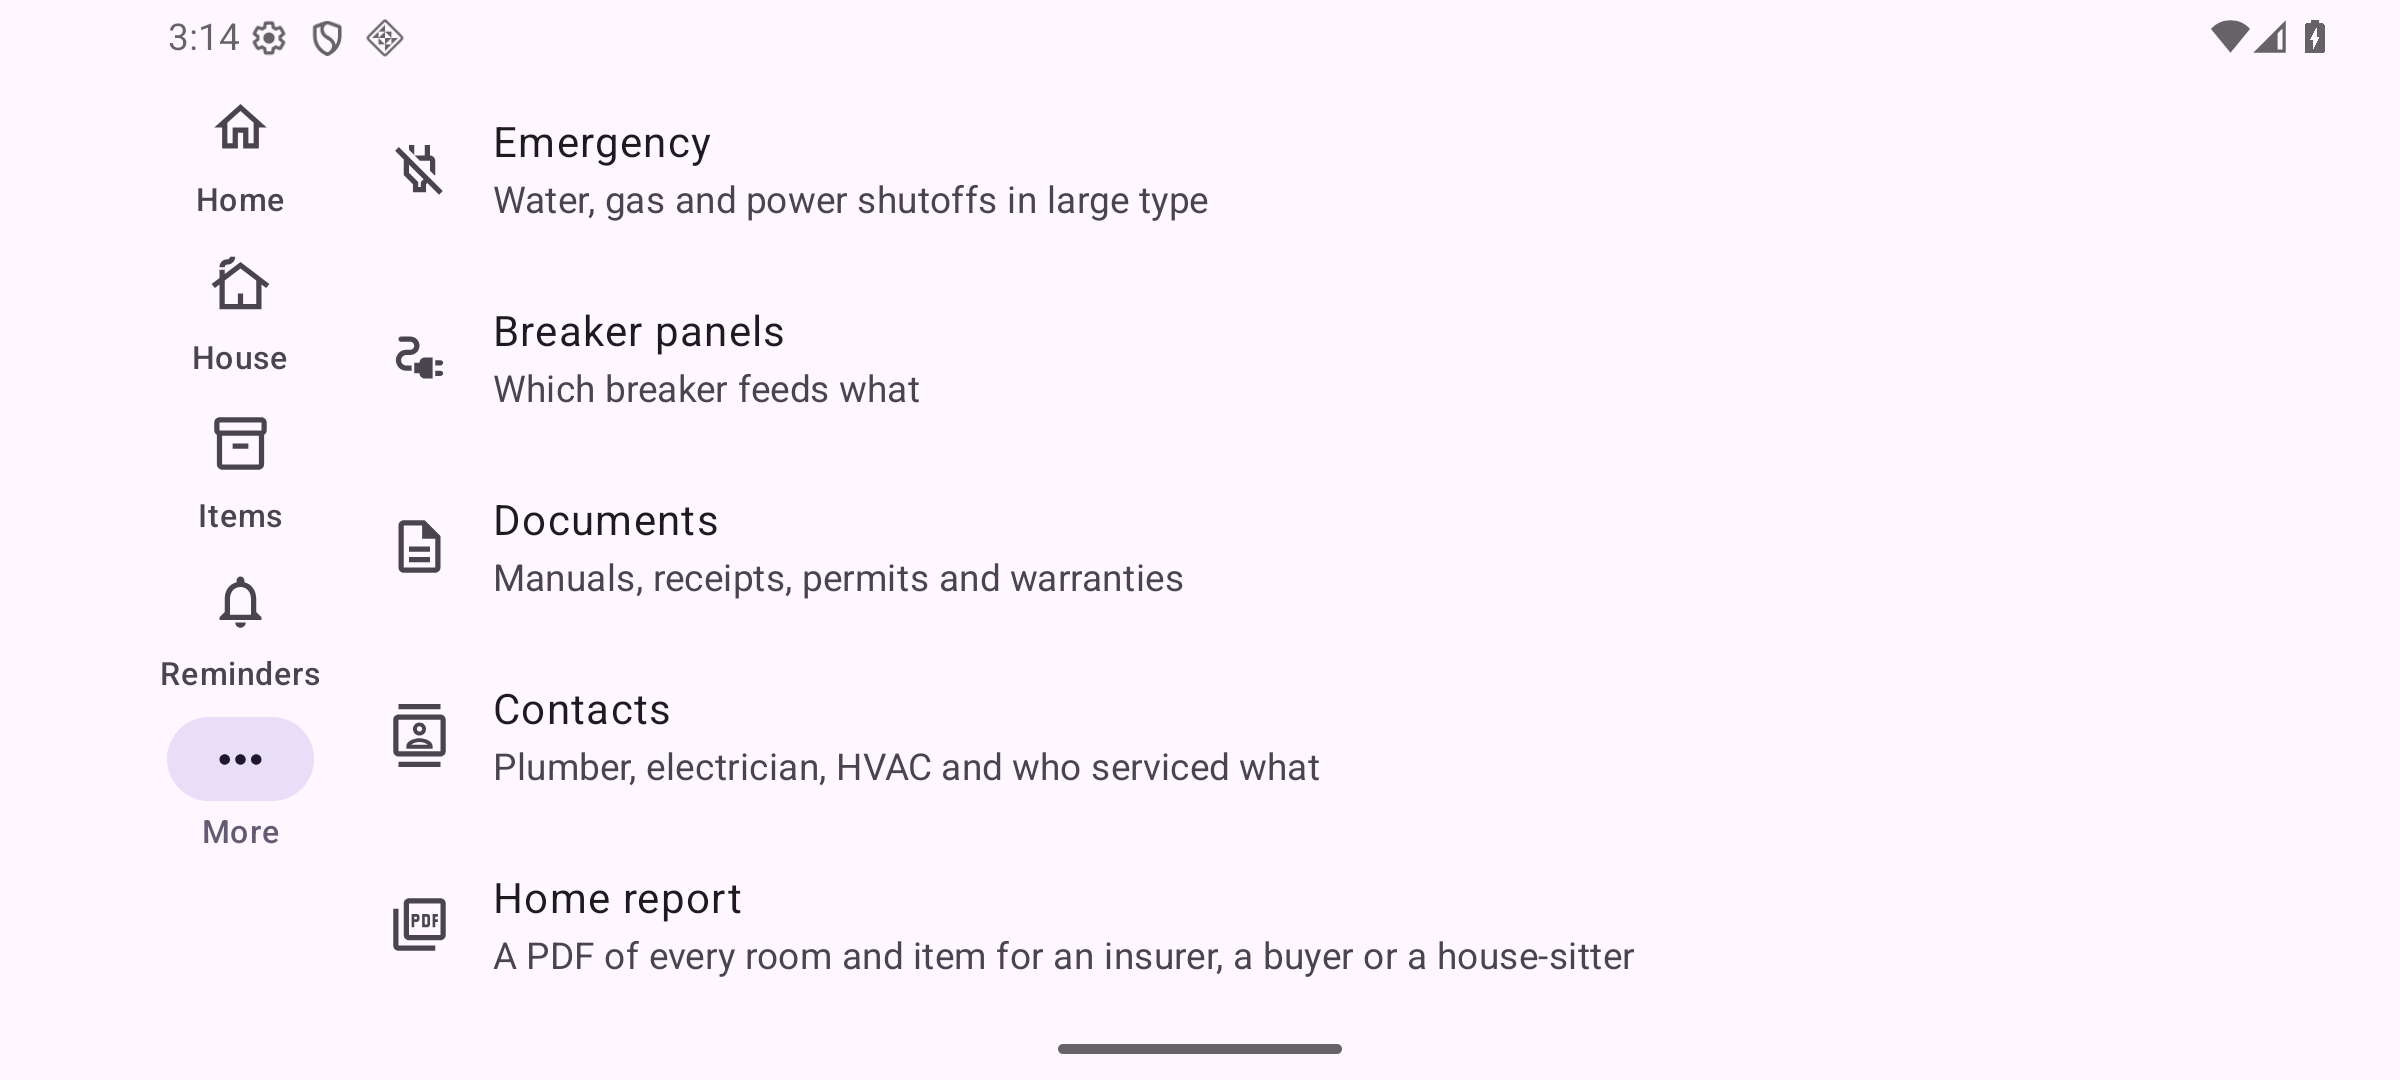 3:14
Home
House
Items
Reminders
More
Emergency
Water, gas and power shutoffs in large type
Breaker panels
Which breaker feeds what
Documents
Manuals, receipts, permits and warranties
Contacts
Plumber, electrician, HVAC and who serviced what
PDF
Home report
A PDF of every room and item for an insurer, a buyer or a house-sitter